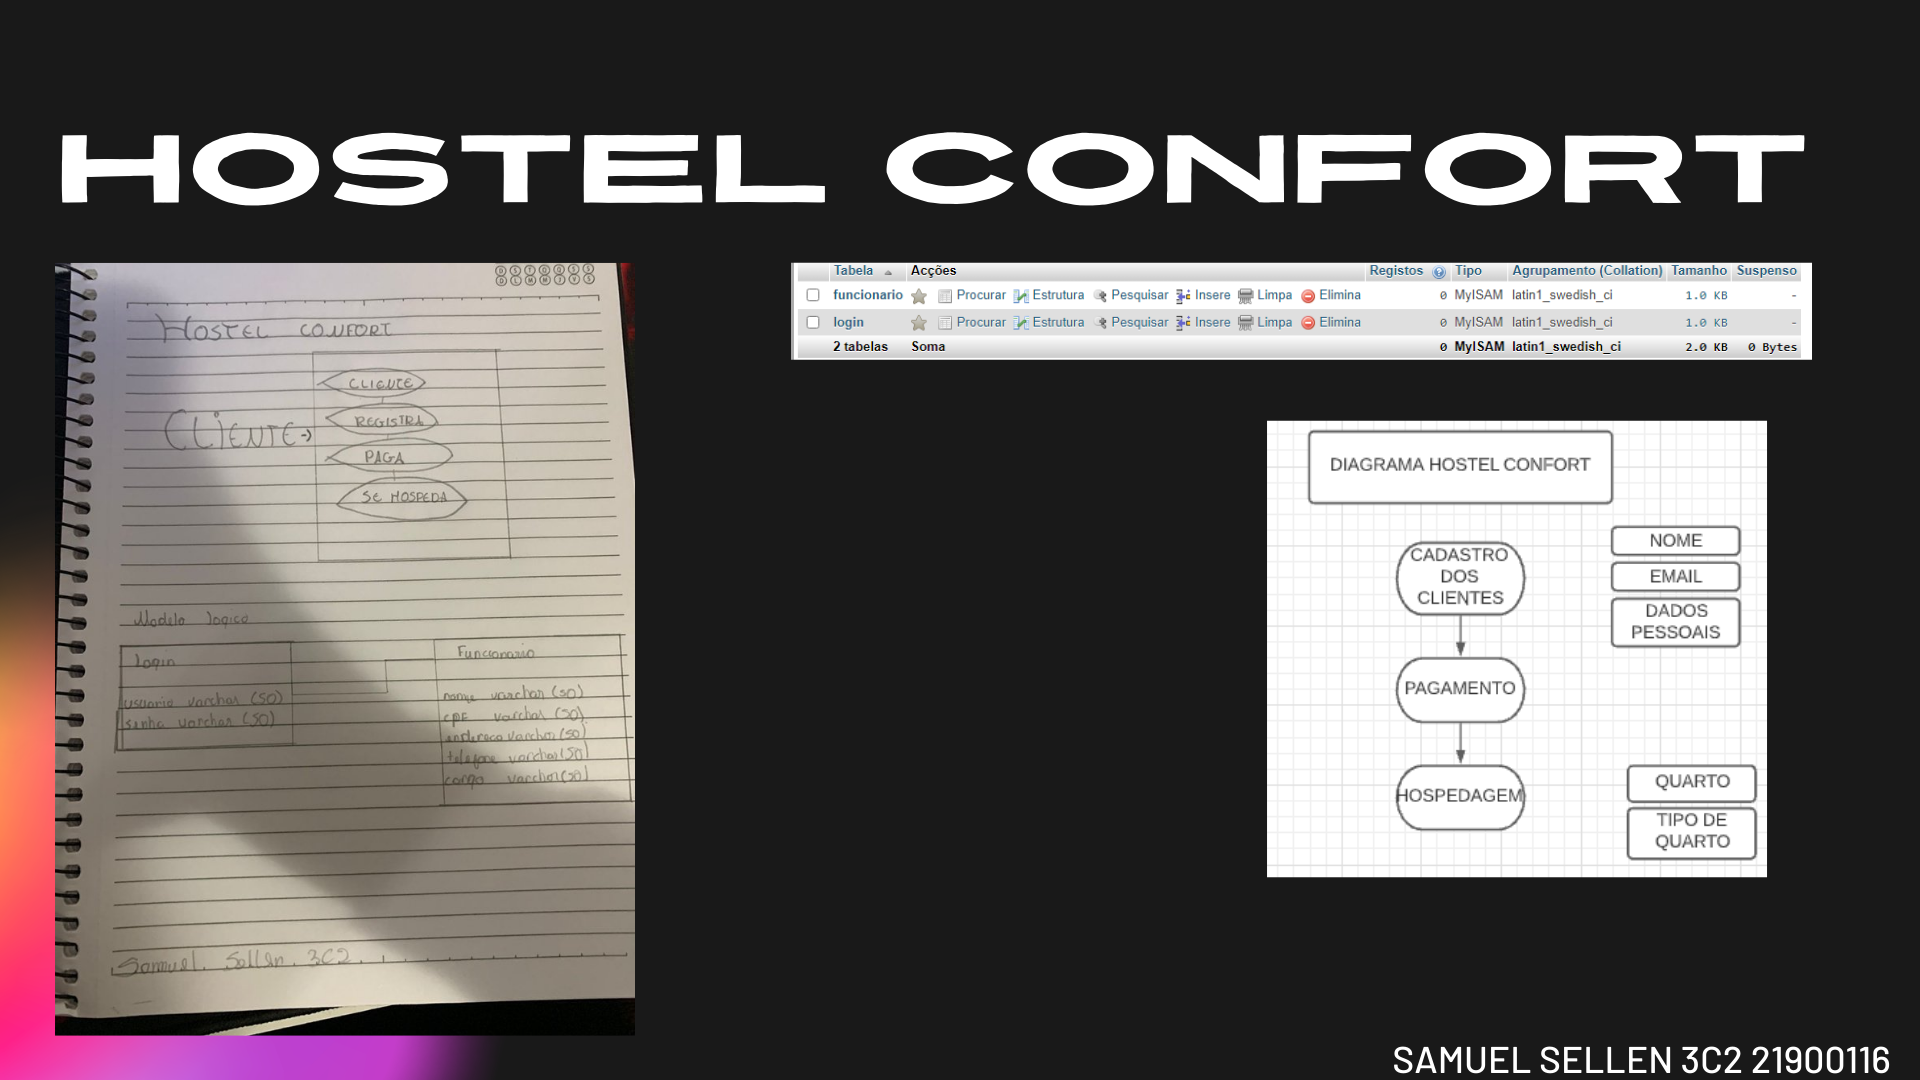 HOSTEL CONFORT
HOSTEL CONFORT
CLIENTE
REGISTRA
CLIENTE->
PAGA
SE HOSPEDA
Modelo logico
login
usuario varchar (50)
senha varchar (50)
Funcionario
nome varchar (50)
cpf varchar (50)
endereco varchar (50)
telefone varchar (50)
cargo varchar (50)
Samuel. Sellen. 3C2.
Tabela Acções Registos Tipo Agrupamento (Collation) Tamanho Suspenso
funcionario Procurar Estrutura Pesquisar Insere Limpa Elimina 0 MyISAM latin1_swedish_ci 1.0 KB -
login Procurar Estrutura Pesquisar Insere Limpa Elimina 0 MyISAM latin1_swedish_ci 1.0 KB -
2 tabelas Soma 0 MyISAM latin1_swedish_ci 2.0 KB 0 Bytes
DIAGRAMA HOSTEL CONFORT
CADASTRO
DOS
CLIENTES
NOME
EMAIL
DADOS
PESSOAIS
PAGAMENTO
HOSPEDAGEM
QUARTO
TIPO DE
QUARTO
SAMUEL SELLEN 3C2 21900116